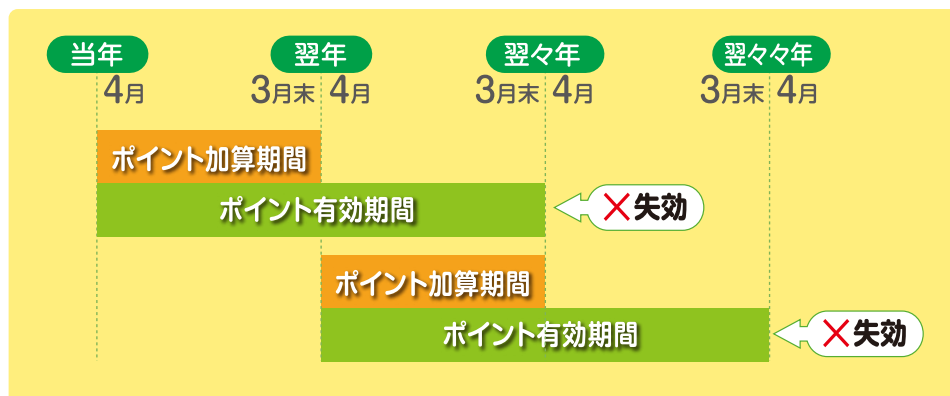 当年 翌年 翌々年 翌々々年
4月 3月末 4月 3月末 4月 3月末 4月
ポイント加算期間
ポイント有効期間 ×失効
ポイント加算期間
ポイント有効期間 ×失効